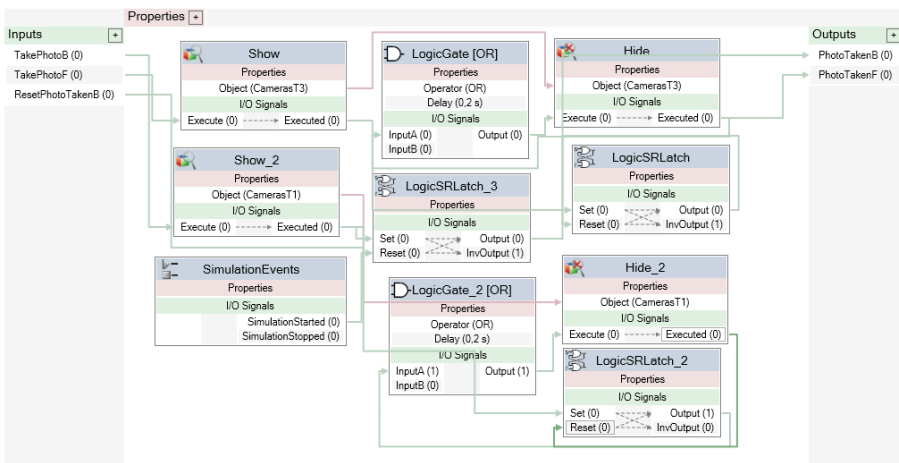 Properties +
Inputs +
TakePhotoB (0)
TakePhotoF (0)
ResetPhotoTakenB (0)
Show
Properties
Object (CamerasT3)
I/O Signals
Execute (0) Executed (0)
LogicGate [OR]
Properties
Operator (OR)
Delay (0,2 s)
I/O Signals
InputA (0) Output (0)
InputB (0)
Hide
Properties
Object (CamerasT3)
I/O Signals
Execute (0) Executed (0)
Outputs +
PhotoTakenB (0)
PhotoTakenF (0)
Show_2
Properties
Object (CamerasT1)
I/O Signals
Execute (0) Executed (0)
LogicSRLatch_3
Properties
I/O Signals
Set (0) Output (0)
Reset (0) InvOutput (1)
LogicSRLatch
Properties
I/O Signals
Set (0) Output (0)
Reset (0) InvOutput (1)
SimulationEvents
Properties
I/O Signals
SimulationStarted (0)
SimulationStopped (0)
LogicGate_2 [OR]
Properties
Operator (OR)
Delay (0,2 s)
I/O Signals
InputA (1) Output (1)
InputB (0)
Hide_2
Properties
Object (CamerasT1)
I/O Signals
Execute (0) Executed (0)
LogicSRLatch_2
Properties
I/O Signals
Set (0) Output (1)
Reset (0) InvOutput (0)